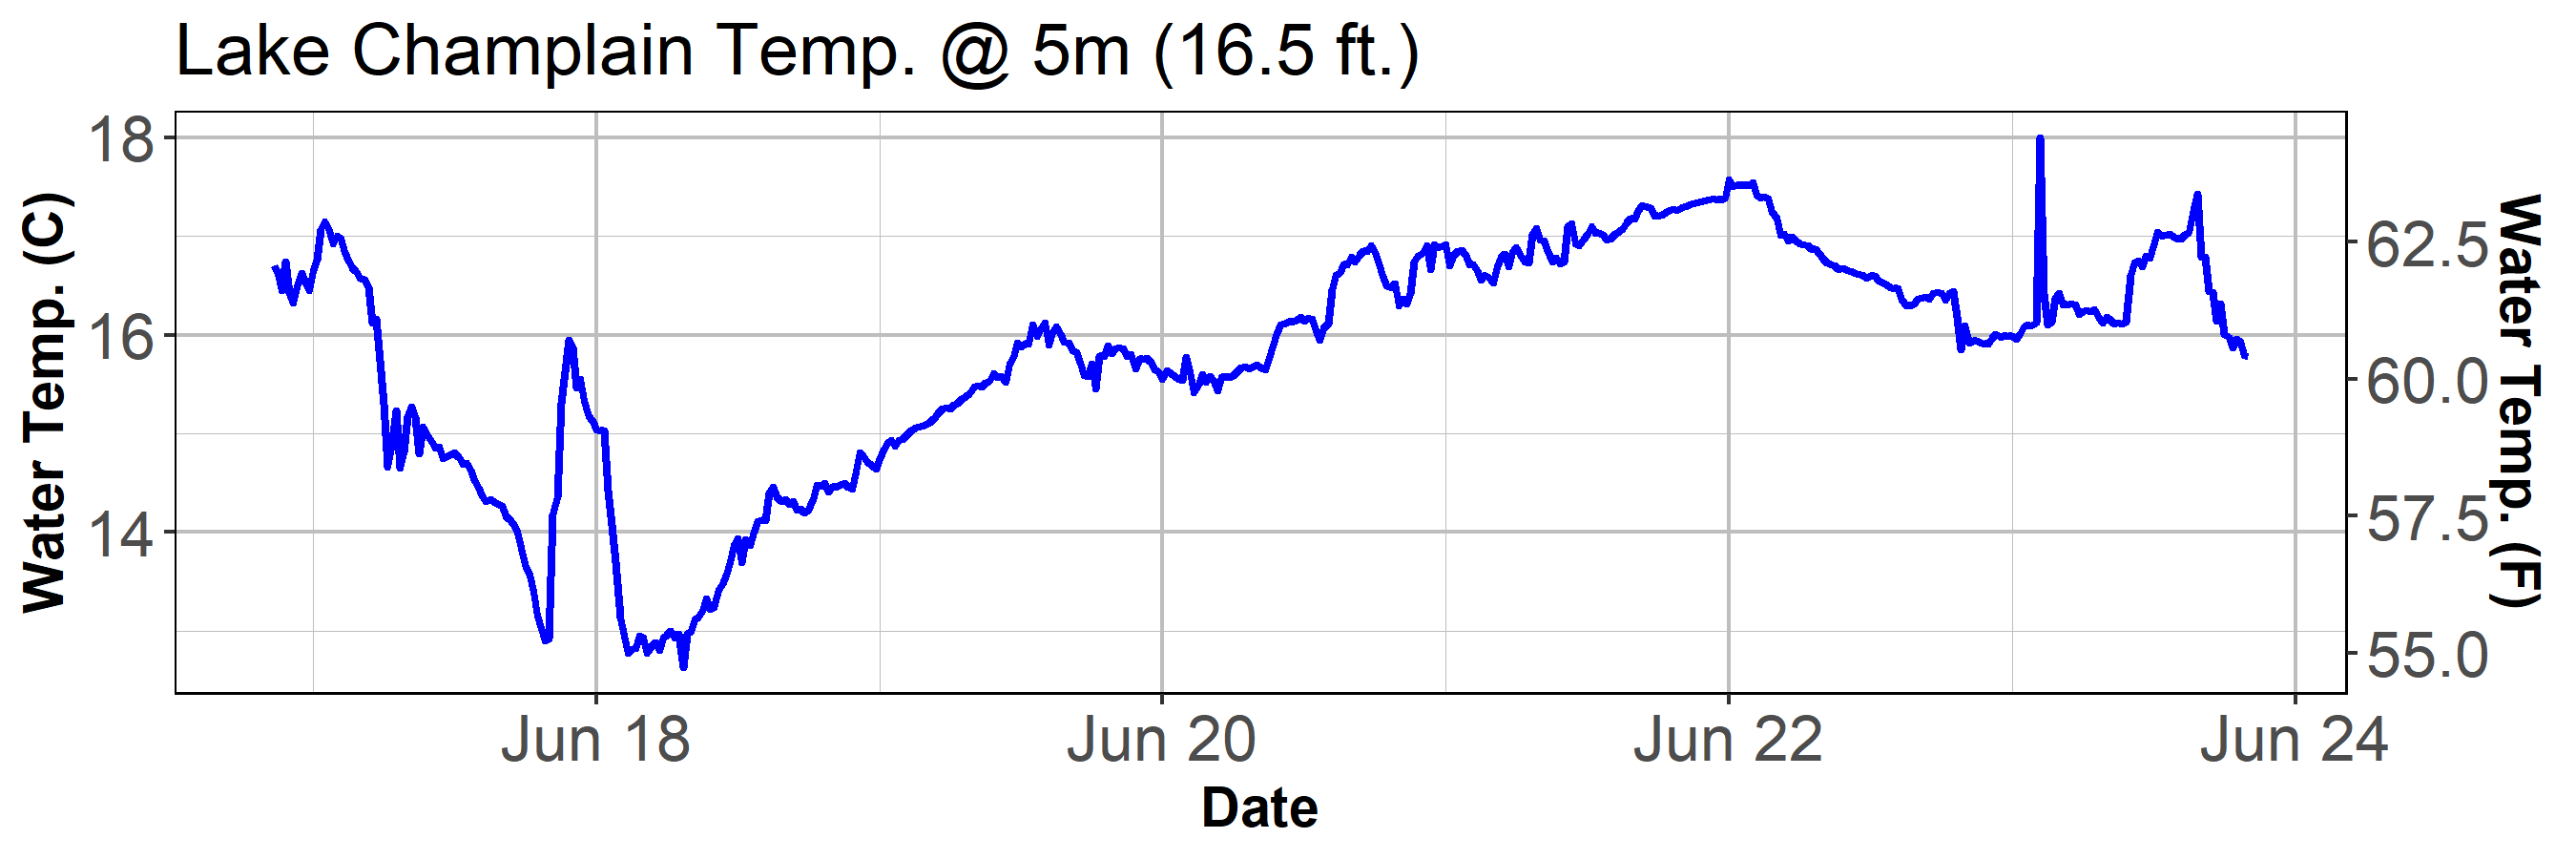 Lake Champlain Temp. @ 5m (16.5 ft.)
Water Temp. (C)
18
16
14
62.5
60.0
57.5
55.0
Water Temp. (F)
Jun 18
Jun 20
Jun 22
Jun 24
Date